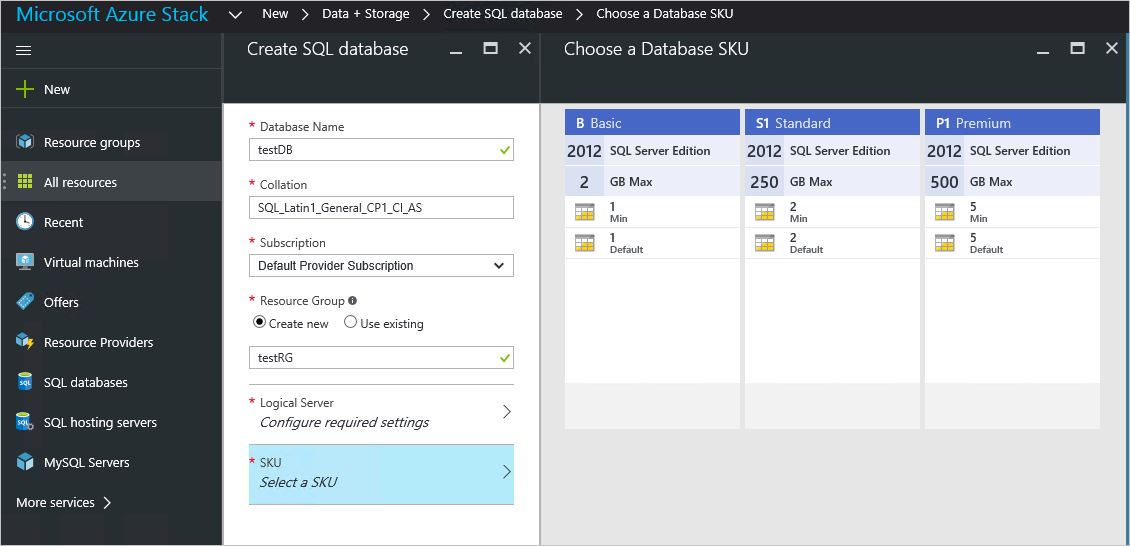 Microsoft Azure Stack New Data + Storage Create SQL database Choose a Database SKU
New
Resource groups
All resources
Recent
Virtual machines
Offers
Resource Providers
SQL databases
SQL hosting servers
MySQL Servers
More services
Create SQL database
* Database Name
testDB
* Collation
SQL_Latin1_General_CP1_CI_AS
* Subscription
Default Provider Subscription
* Resource Group
Create new Use existing
testRG
* Logical Server
Configure required settings
* SKU
Select a SKU
Choose a Database SKU
B Basic
2012 SQL Server Edition
2 GB Max
1
Min
1
Default
S1 Standard
2012 SQL Server Edition
250 GB Max
2
Min
2
Default
P1 Premium
2012 SQL Server Edition
500 GB Max
5
Min
5
Default